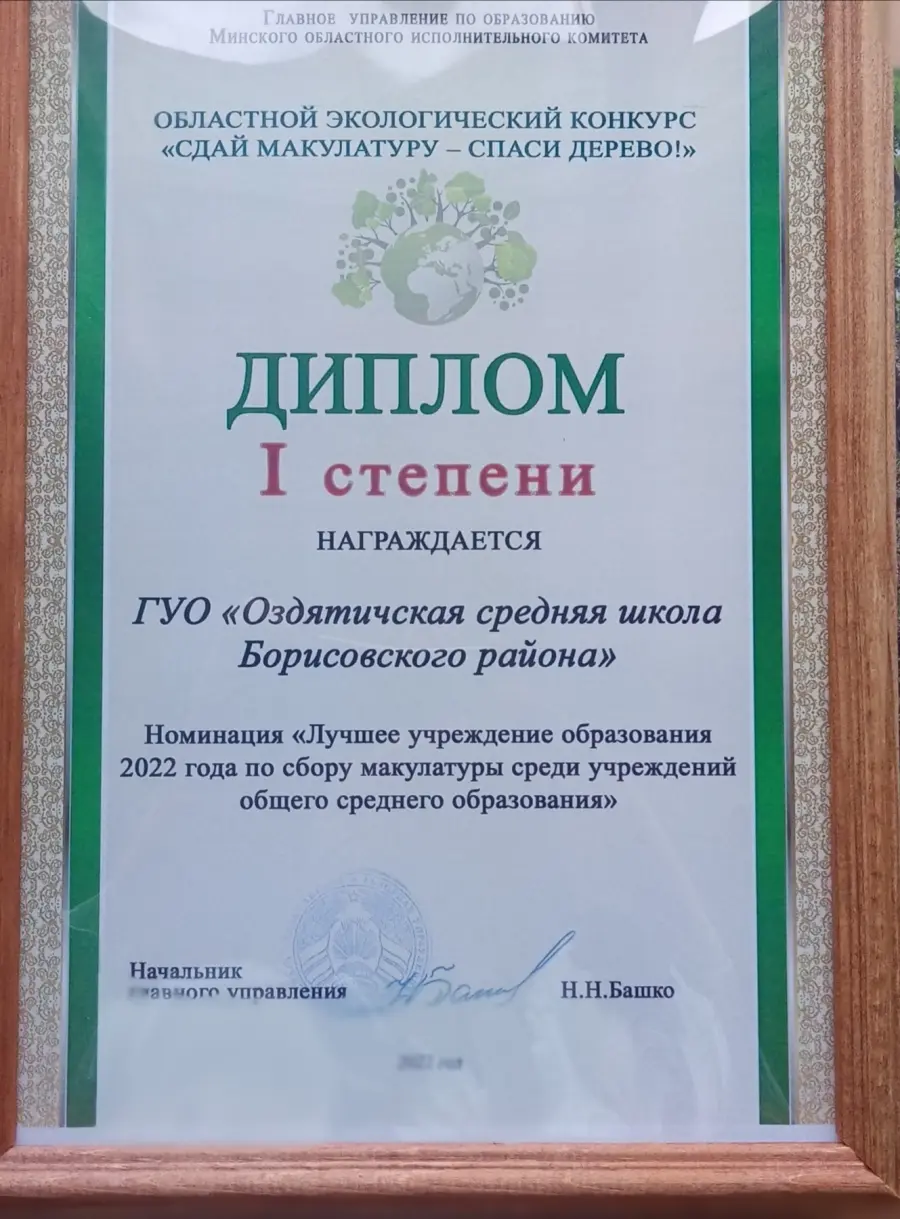 Главное управление по образованию
Минского областного исполнительного комитета
ОБЛАСТНОЙ ЭКОЛОГИЧЕСКИЙ КОНКУРС
«СДАЙ МАКУЛАТУРУ – СПАСИ ДЕРЕВО!»
ДИПЛОМ
I степени
НАГРАЖДАЕТСЯ
ГУО «Оздятичская средняя школа
Борисовского района»
Номинация «Лучшее учреждение образования
2022 года по сбору макулатуры среди учреждений
общего среднего образования»
Начальник
главного управления
Н.Н.Башко